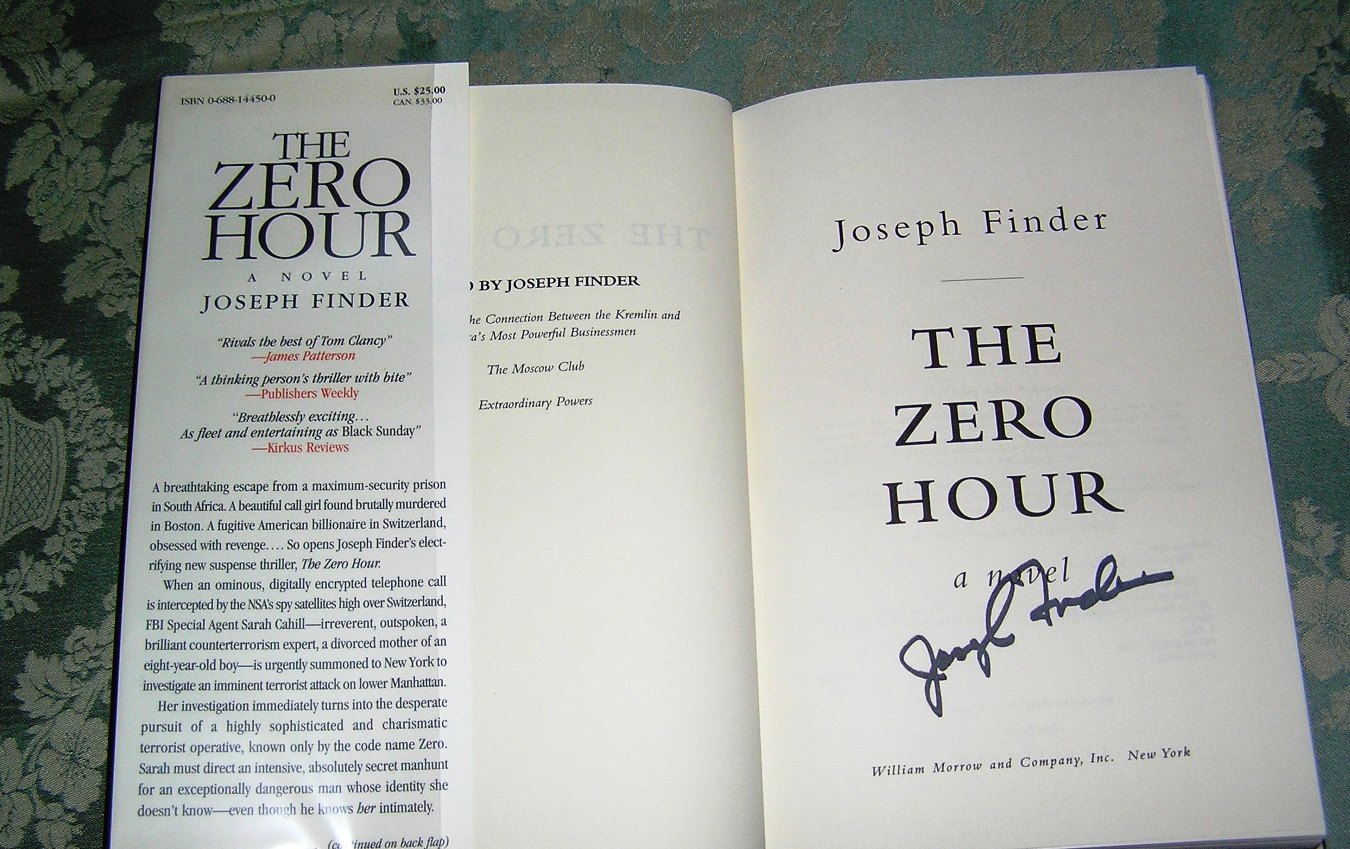 ISBN 0-688-14450-0
U.S. $25.00
CAN. $33.00
THE
ZERO
HOUR
A NOVEL
JOSEPH FINDER
“Rivals the best of Tom Clancy”
—James Patterson
“A thinking person’s thriller with bite”
—Publishers Weekly
“Breathlessly exciting…
As fleet and entertaining as Black Sunday”
—Kirkus Reviews
A breathtaking escape from a maximum-security prison
in South Africa. A beautiful call girl found brutally murdered
in Boston. A fugitive American billionaire in Switzerland,
obsessed with revenge.… So opens Joseph Finder’s elect-
rifying new suspense thriller, The Zero Hour.
When an ominous, digitally encrypted telephone call
is intercepted by the NSA’s spy satellites high over Switzerland,
FBI Special Agent Sarah Cahill—irreverent, outspoken, a
brilliant counterterrorism expert, a divorced mother of an
eight-year-old boy—is urgently summoned to New York to
investigate an imminent terrorist attack on lower Manhattan.
Her investigation immediately turns into the desperate
pursuit of a highly sophisticated and charismatic
terrorist operative, known only by the code name Zero.
Sarah must direct an intensive, absolutely secret manhunt
for an exceptionally dangerous man whose identity she
doesn’t know—even though he knows her intimately.
(continued on back flap)
THE ZERO
BY JOSEPH FINDER
he Connection Between the Kremlin and
a’s Most Powerful Businessmen
The Moscow Club
Extraordinary Powers
Joseph Finder
THE
ZERO
HOUR
a novel
Joseph Finder
William Morrow and Company, Inc. New York